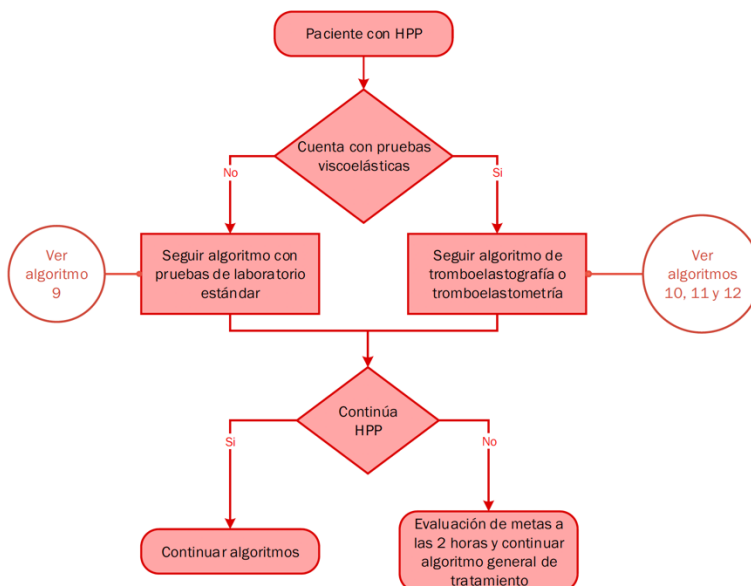 Paciente con HPP
Cuenta con pruebas
viscoelásticas
No
Si
Ver
algoritmo
9
Seguir algoritmo con
pruebas de laboratorio
estándar
Seguir algoritmo de
tromboelastografía o
tromboelastometría
Ver
algoritmos
10, 11 y 12
Continúa
HPP
Si
No
Continuar algoritmos
Evaluación de metas a
las 2 horas y continuar
algoritmo general de
tratamiento